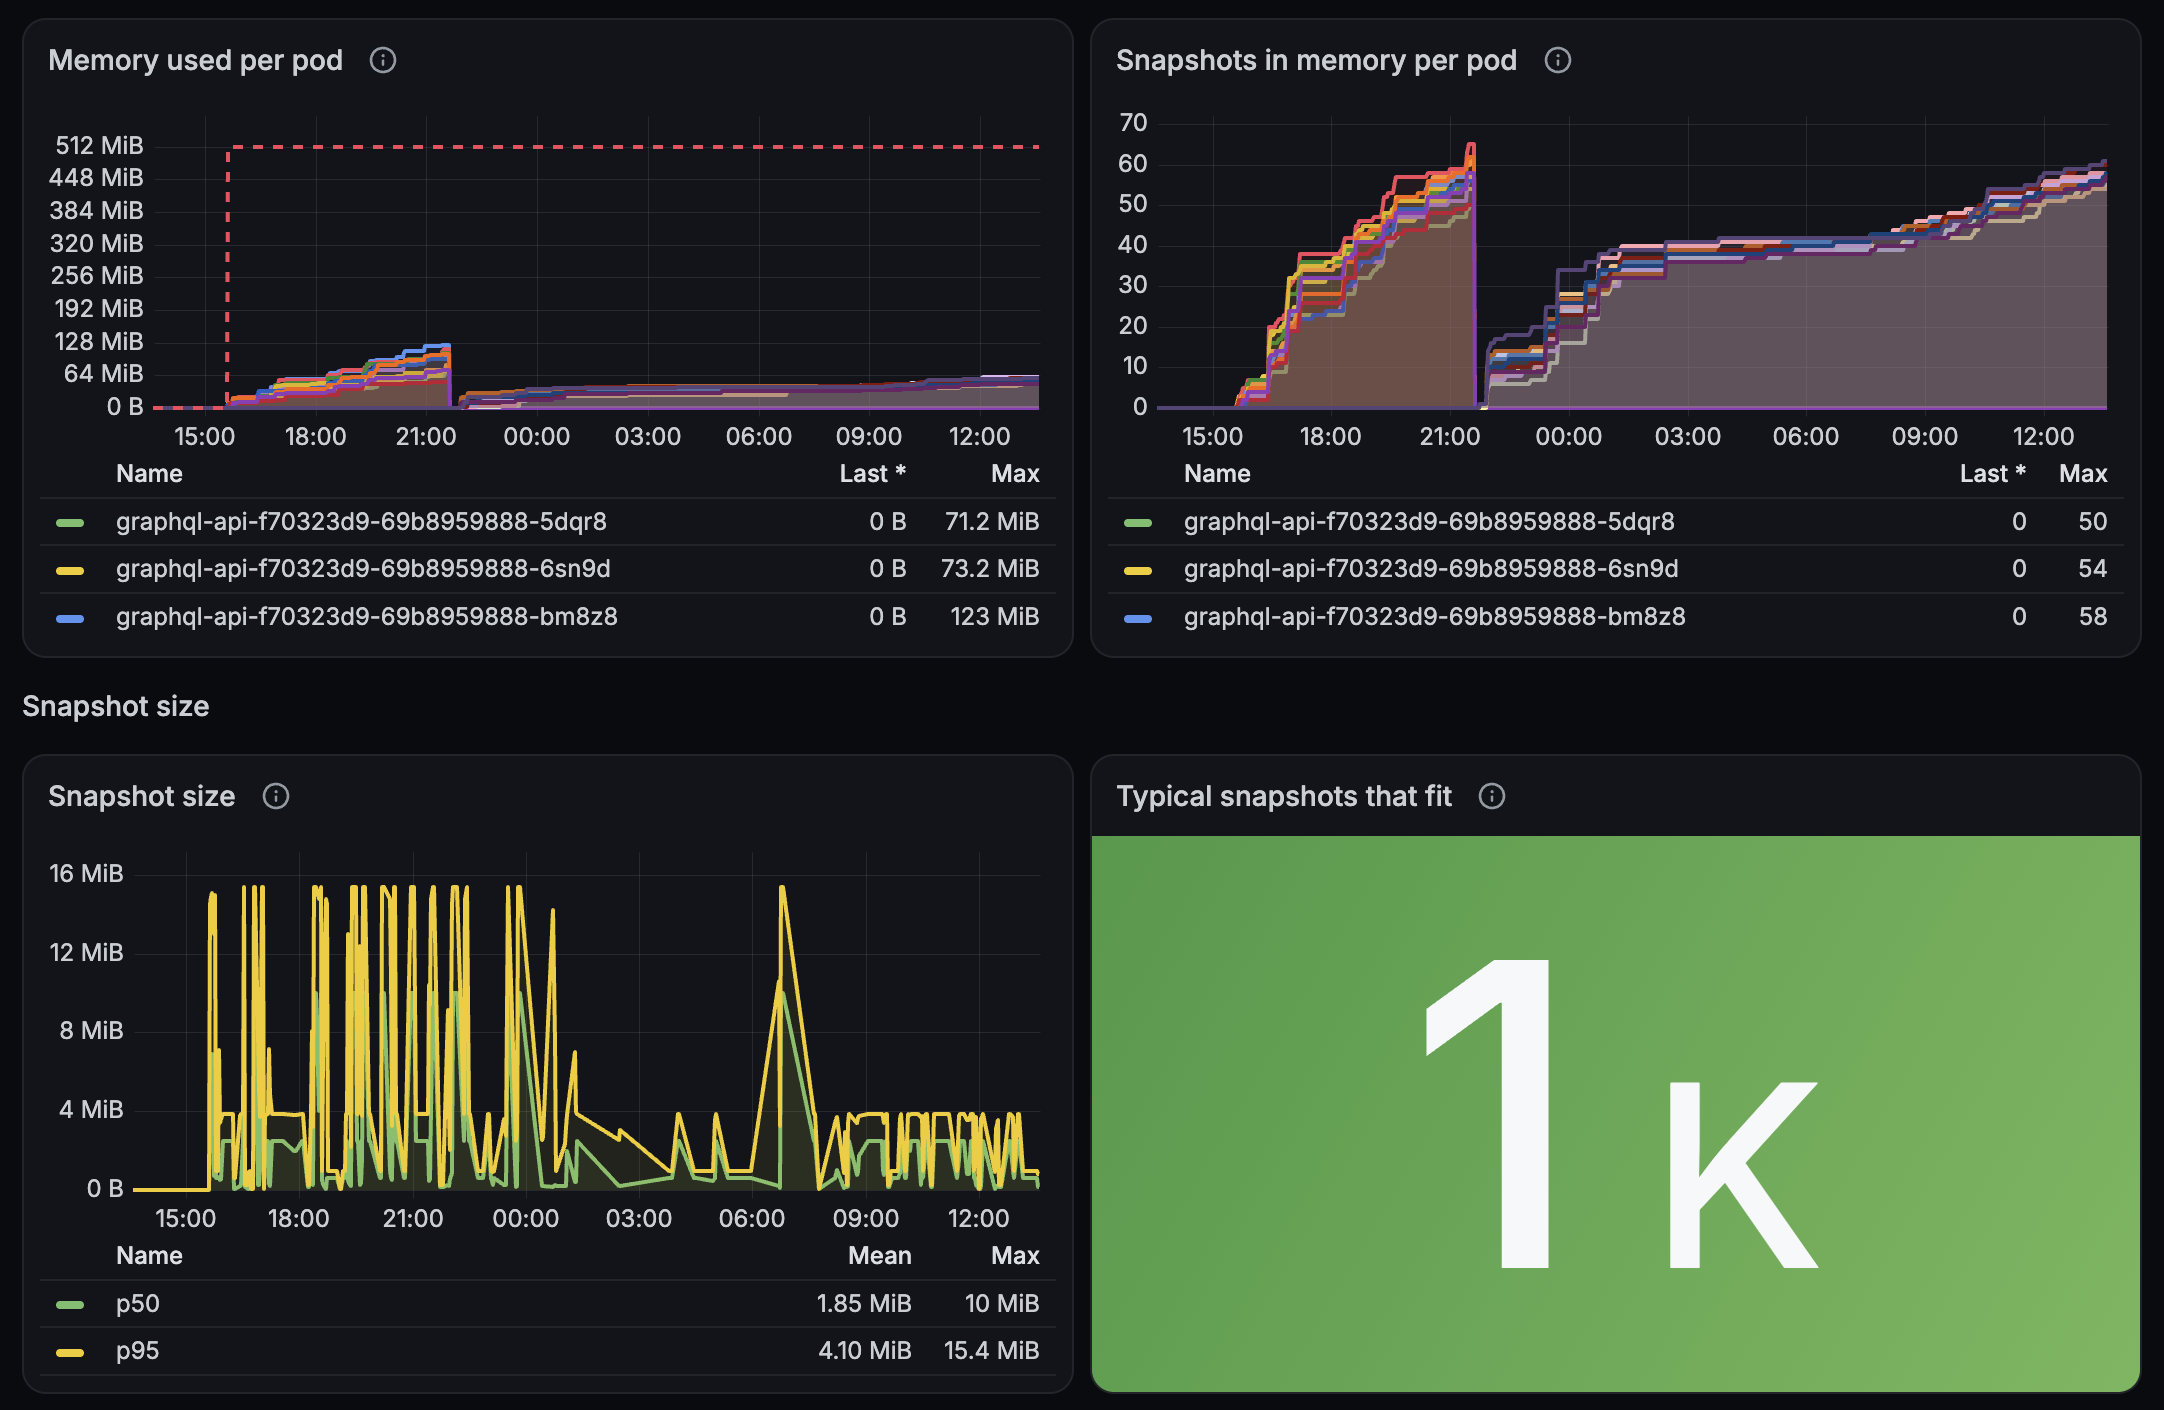 Memory used per pod
512 MiB
448 MiB
384 MiB
320 MiB
256 MiB
192 MiB
128 MiB
64 MiB
0 B
15:00 18:00 21:00 00:00 03:00 06:00 09:00 12:00
Name Last * Max
graphql-api-f70323d9-69b8959888-5dqr8 0 B 71.2 MiB
graphql-api-f70323d9-69b8959888-6sn9d 0 B 73.2 MiB
graphql-api-f70323d9-69b8959888-bm8z8 0 B 123 MiB
Snapshots in memory per pod
70
60
50
40
30
20
10
0
15:00 18:00 21:00 00:00 03:00 06:00 09:00 12:00
Name Last * Max
graphql-api-f70323d9-69b8959888-5dqr8 0 50
graphql-api-f70323d9-69b8959888-6sn9d 0 54
graphql-api-f70323d9-69b8959888-bm8z8 0 58
Snapshot size
Snapshot size
16 MiB
12 MiB
8 MiB
4 MiB
0 B
15:00 18:00 21:00 00:00 03:00 06:00 09:00 12:00
Name Mean Max
p50 1.85 MiB 10 MiB
p95 4.10 MiB 15.4 MiB
Typical snapshots that fit
1 K